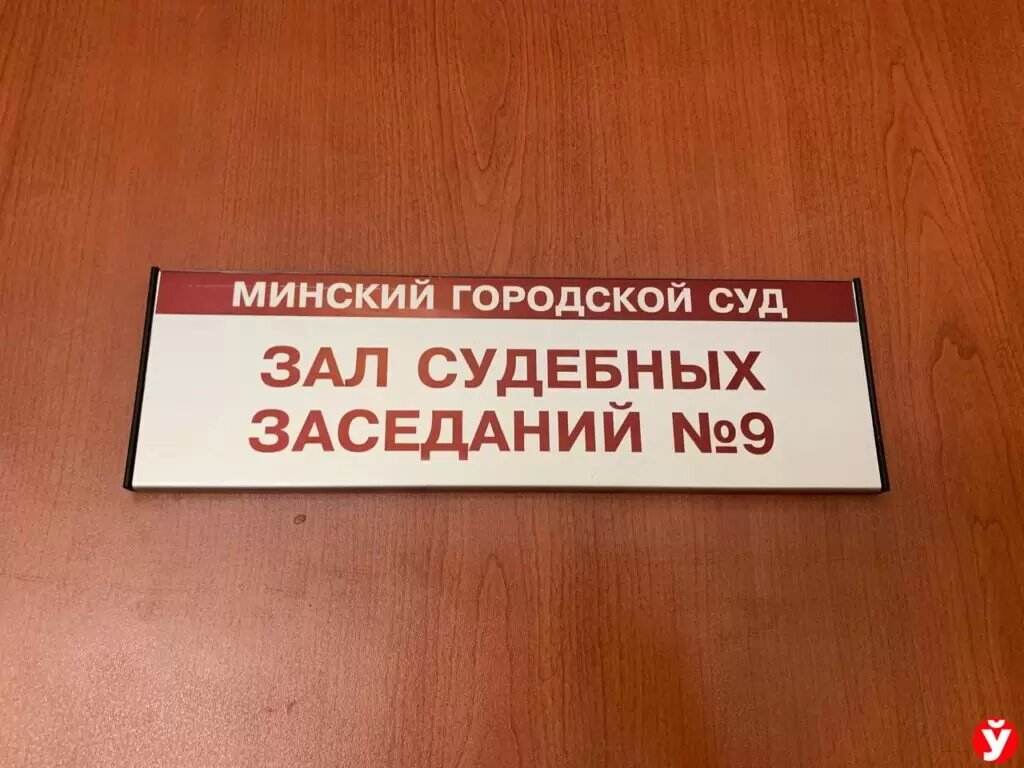 МИНСКИЙ ГОРОДСКОЙ СУД
ЗАЛ СУДЕБНЫХ
ЗАСЕДАНИЙ №9
Ў